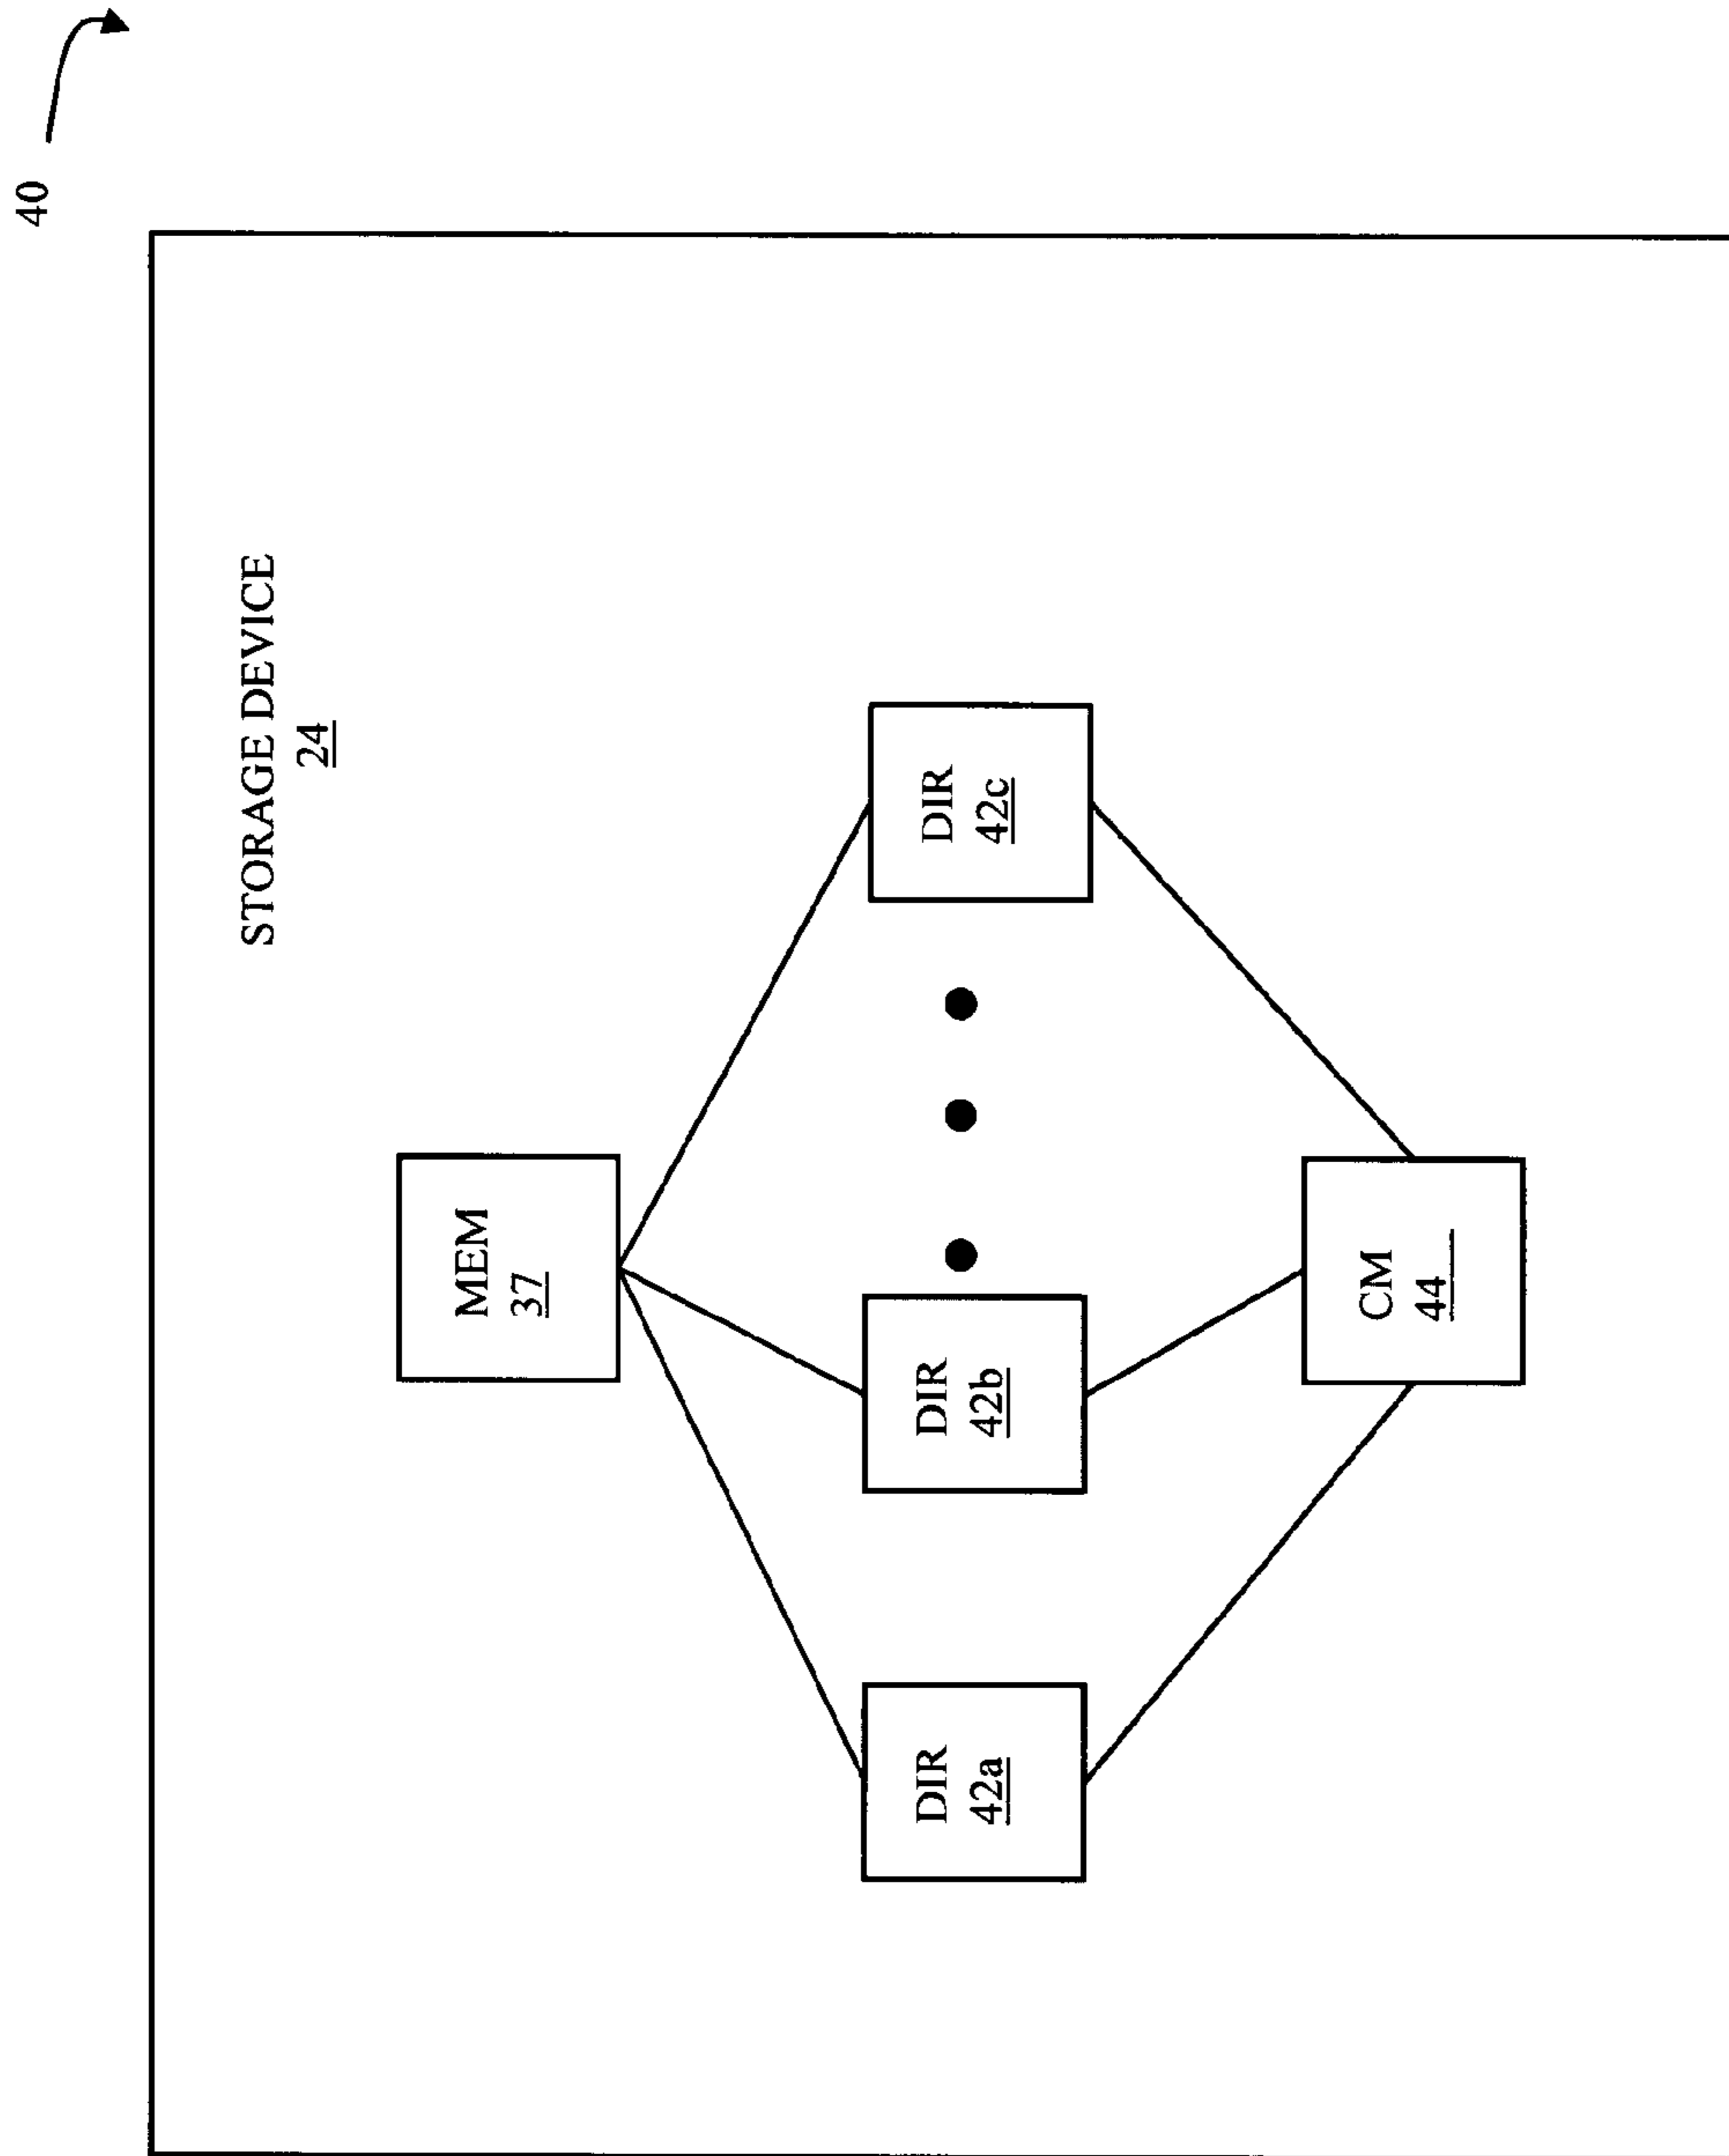 40
STORAGE DEVICE
24
MEM
37
DIR
42a
DIR
42b
DIR
42c
CM
44